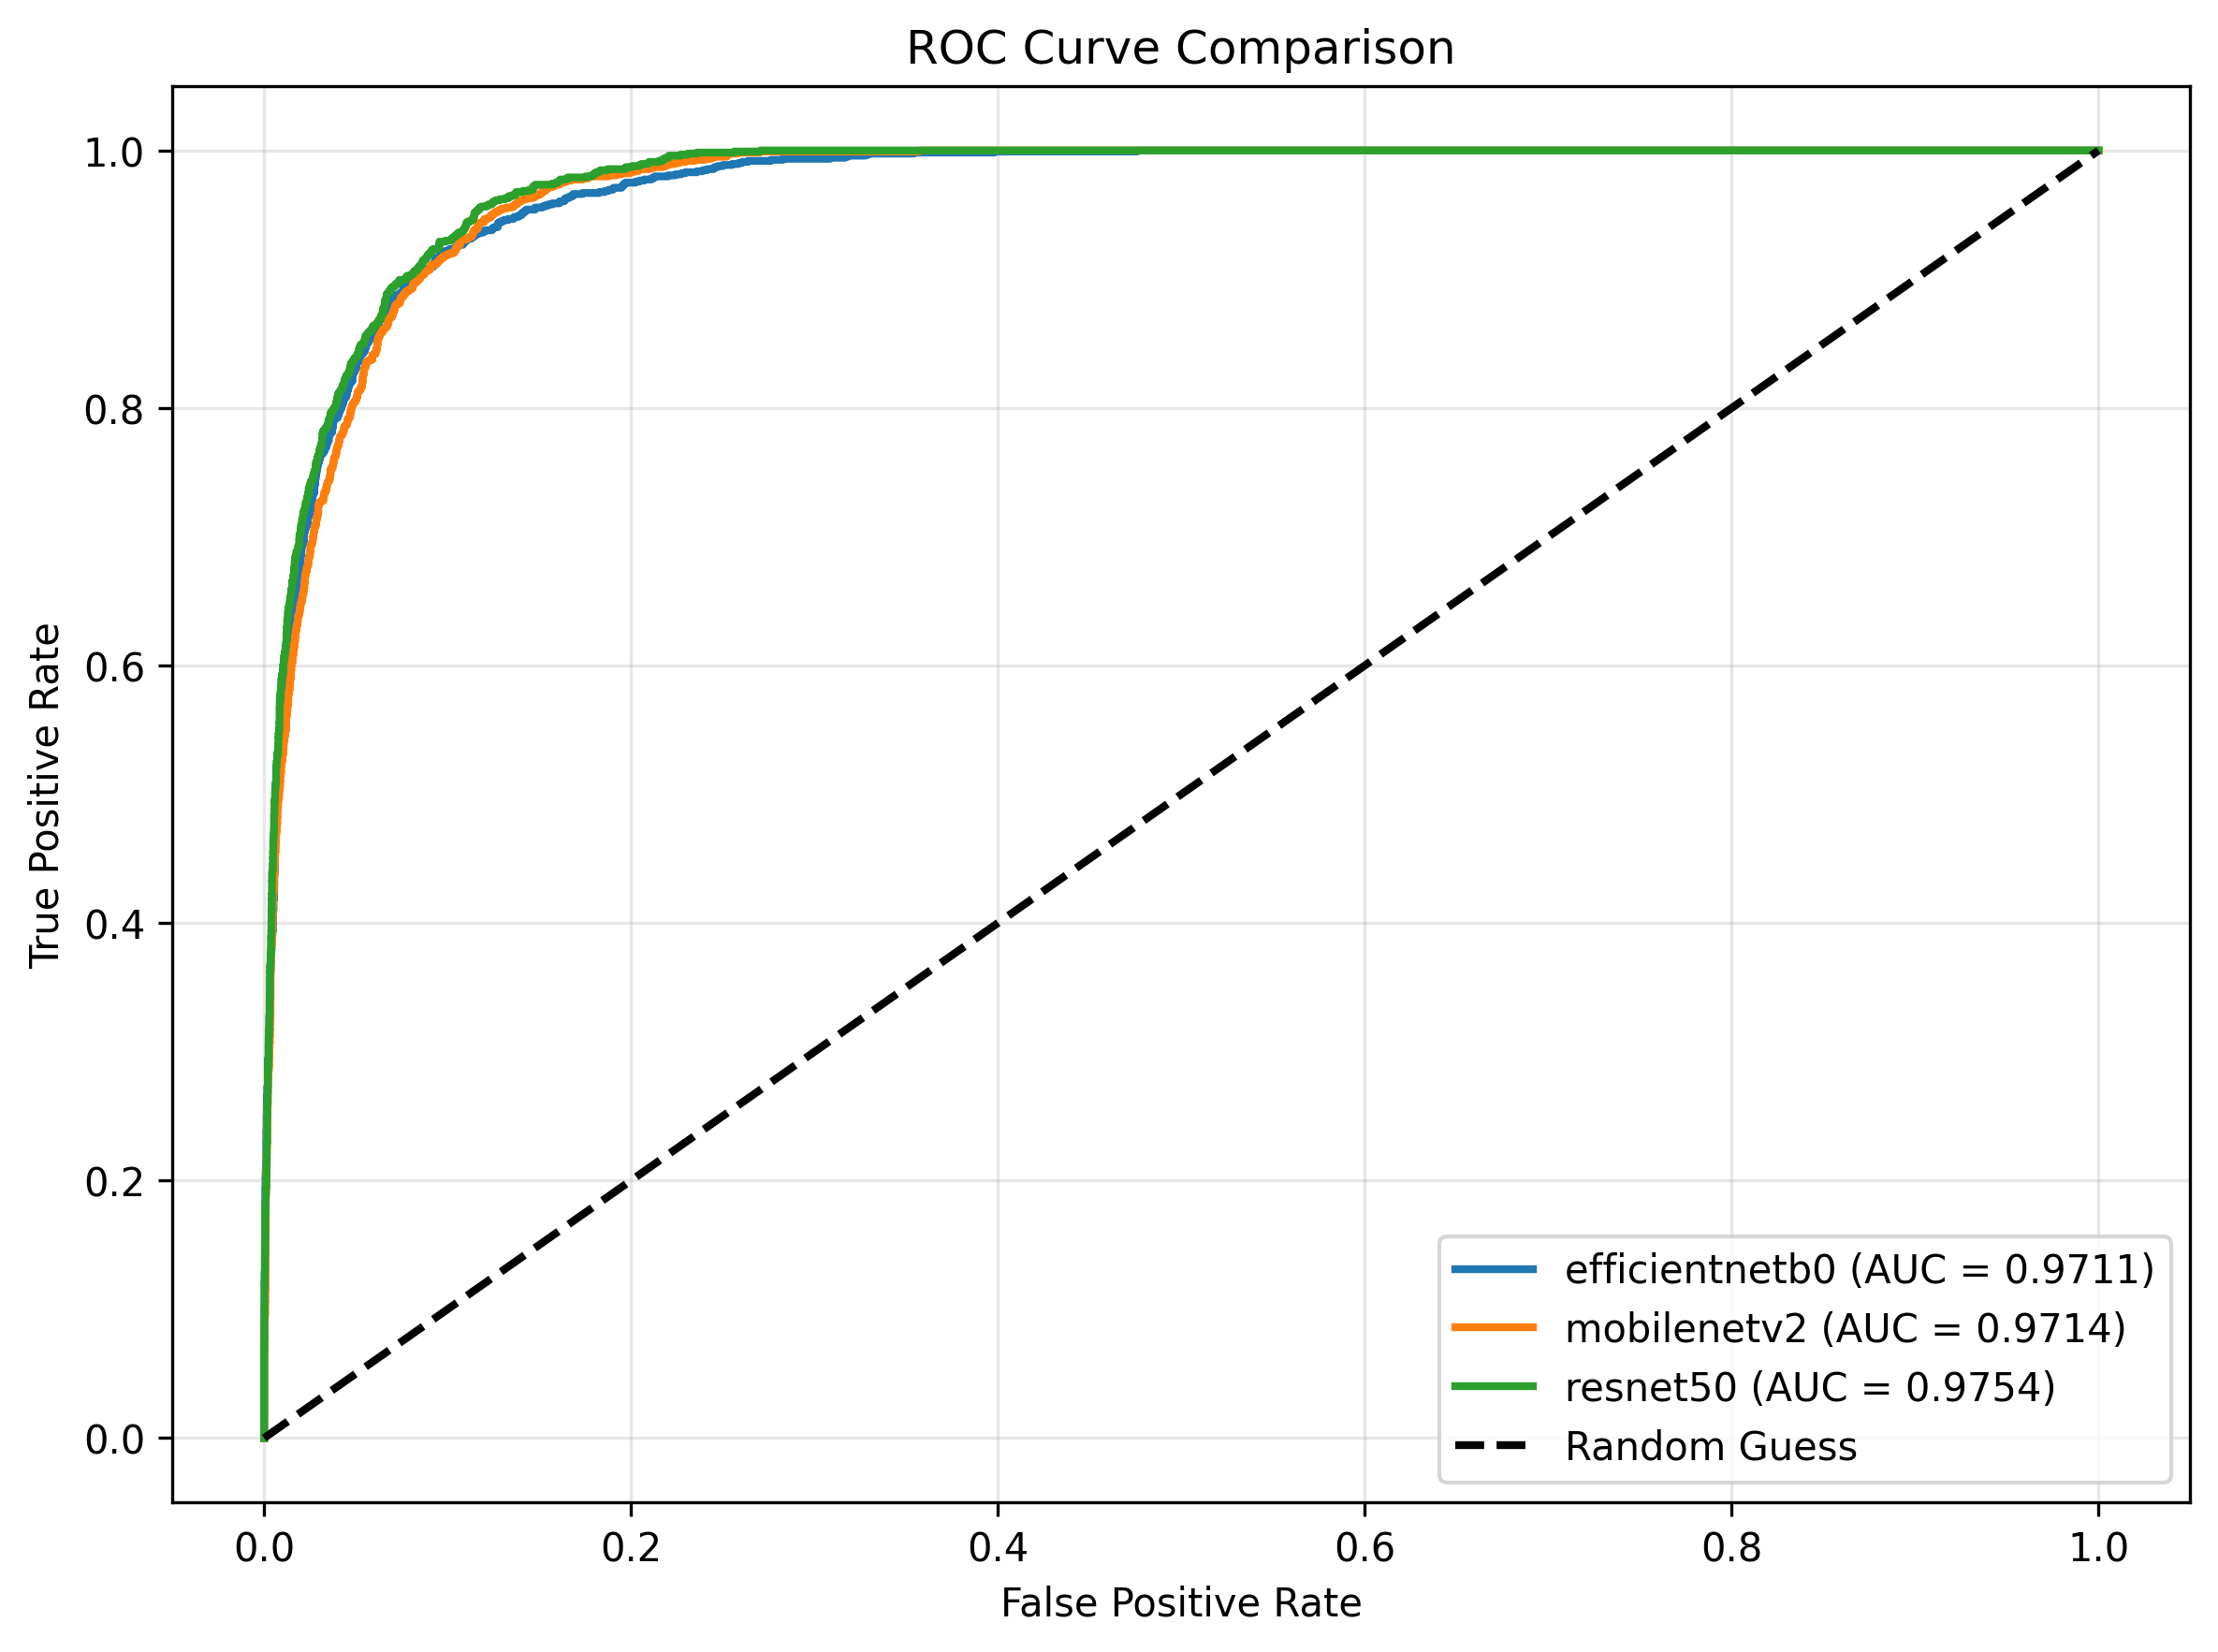 ROC Curve Comparison
True Positive Rate
1.0
0.8
0.6
0.4
0.2
0.0
0.0 0.2 0.4 0.6 0.8 1.0
False Positive Rate
efficientnetb0 (AUC = 0.9711)
mobilenetv2 (AUC = 0.9714)
resnet50 (AUC = 0.9754)
Random Guess